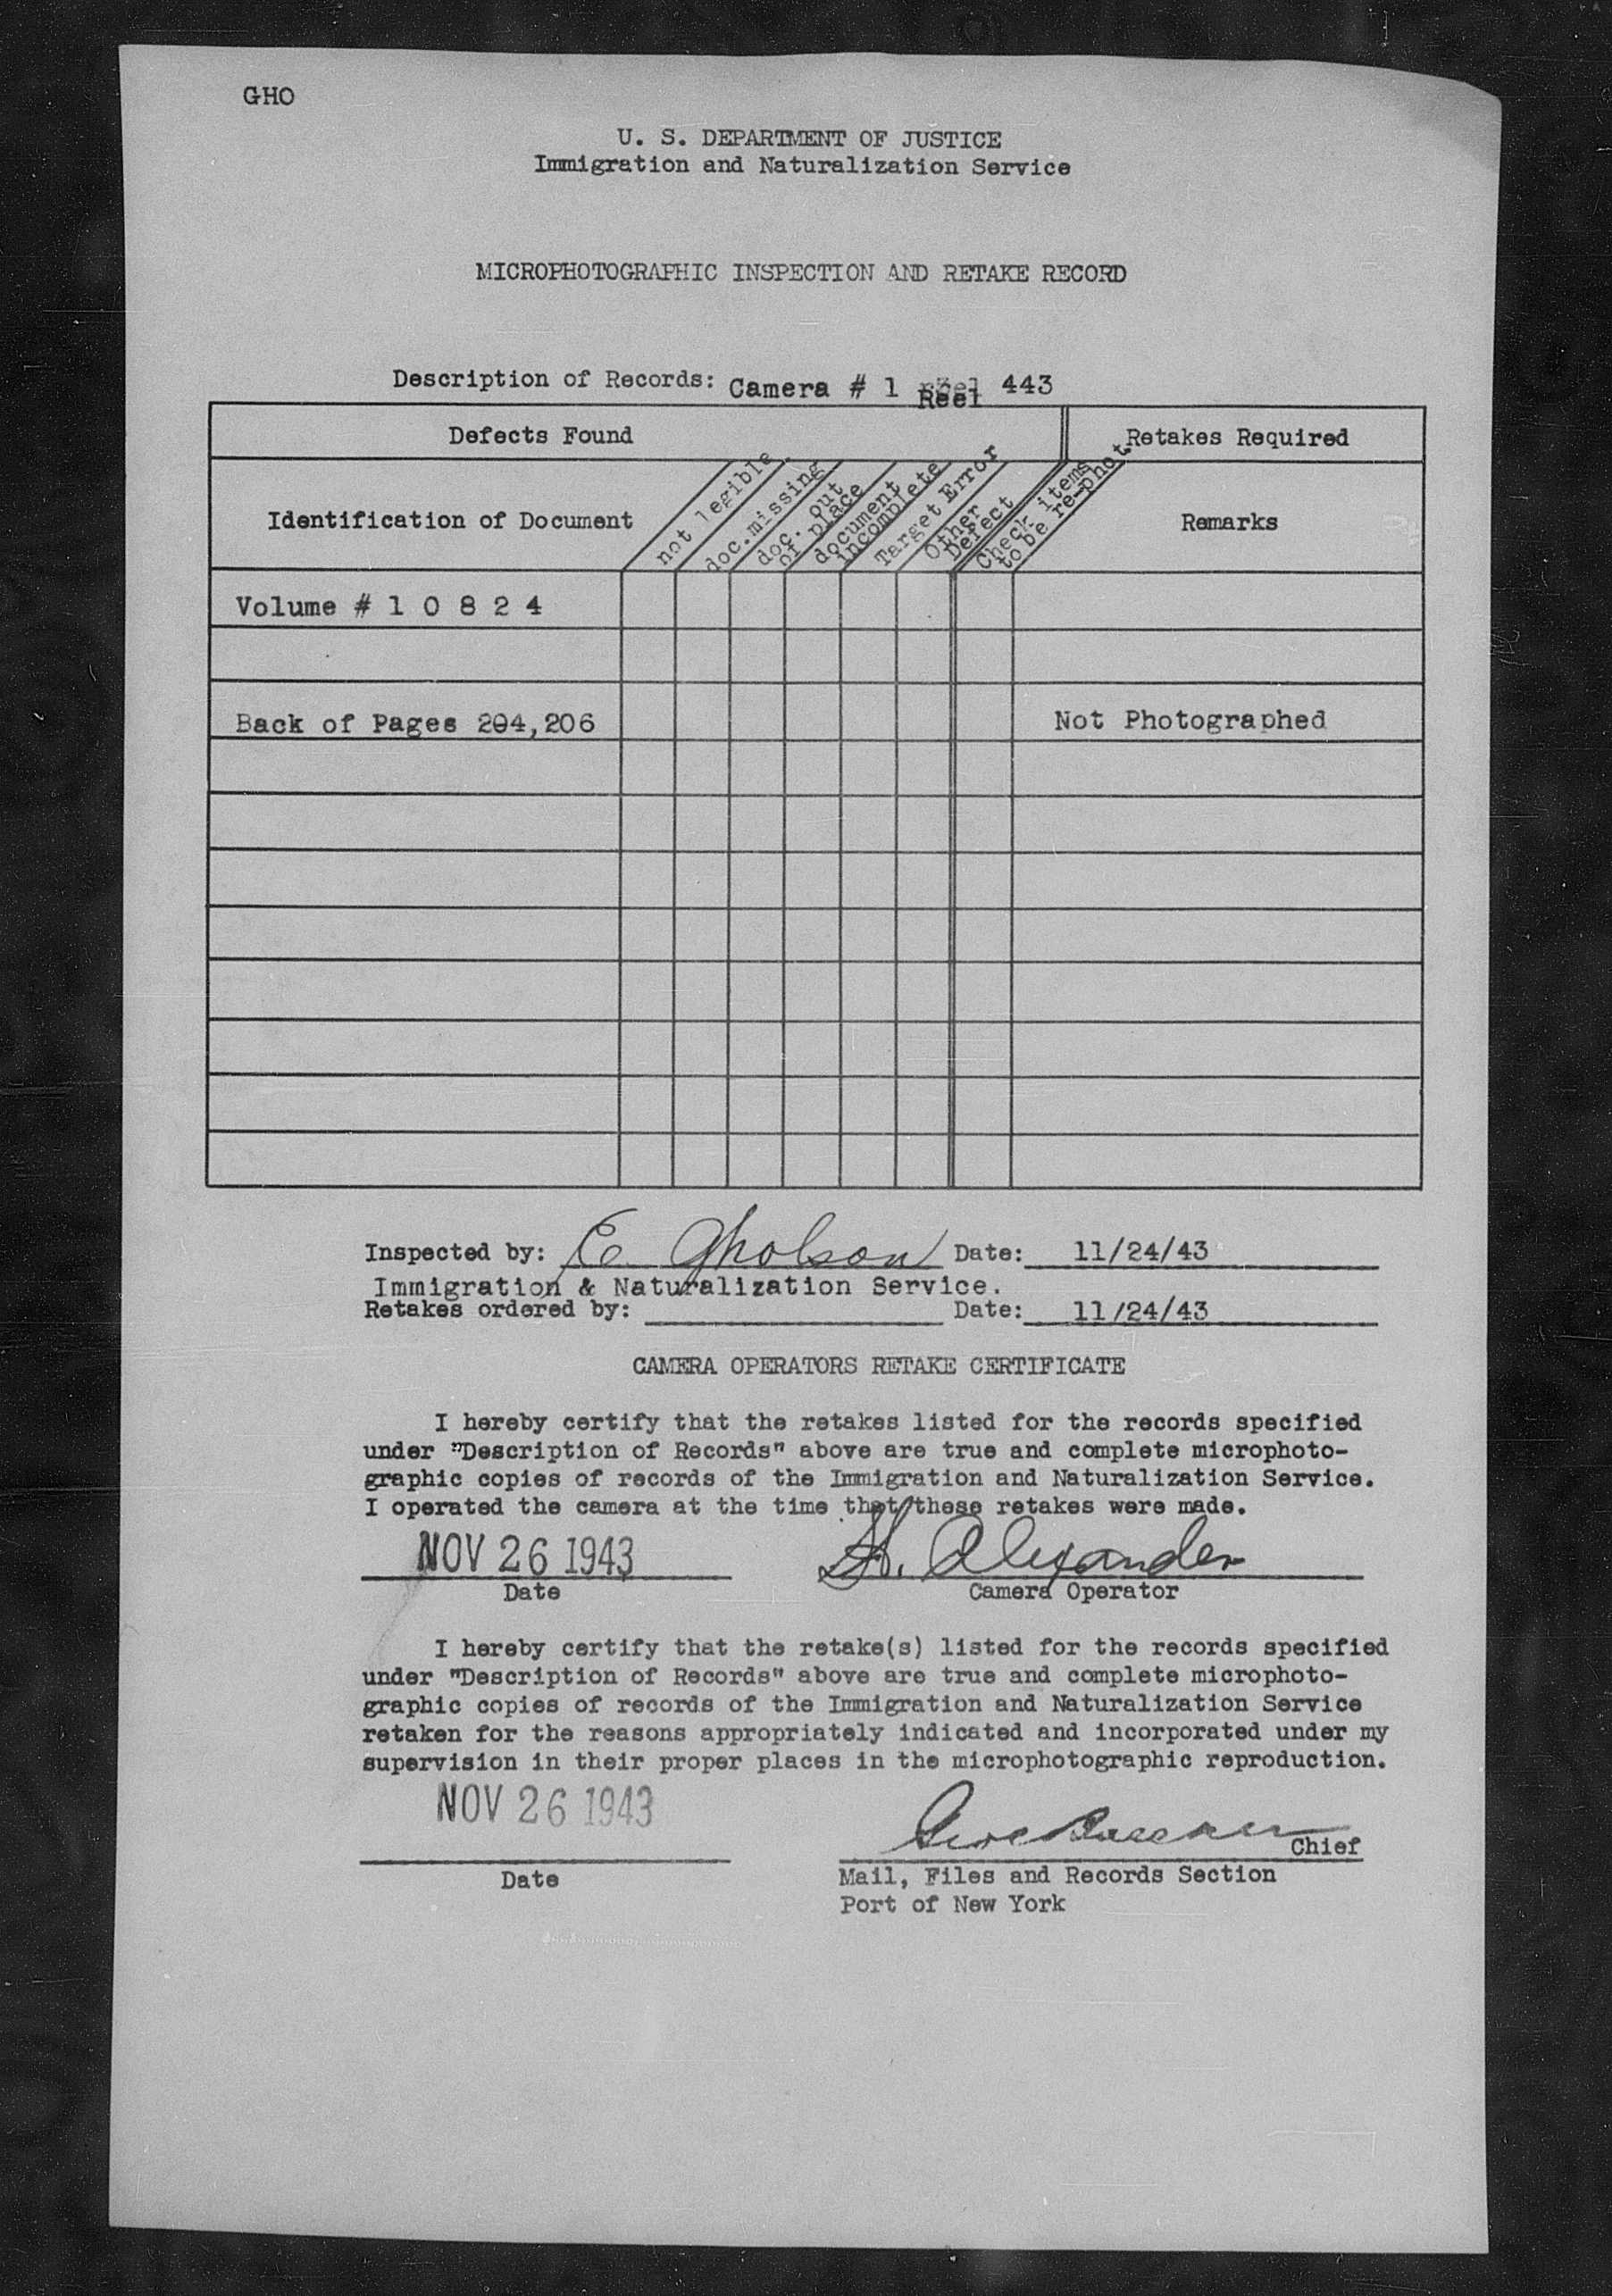 GHO
U. S. DEPARTMENT OF JUSTICE
Immigration and Naturalization Service
MICROPHOTOGRAPHIC INSPECTION AND RETAKE RECORD
Description of Records: Camera # 1 Reel 443
Defects Found
Retakes Required
Identification of Document
not legible.
doc.missing
doc. out
of place
document
incomplete
Target Error
Other
Defect
Check items
to be re-phot.
Remarks
Volume # 1 0 8 2 4
Back of Pages 204,206
Not Photographed
Inspected by: E. Gholson Date: 11/24/43
Immigration & Naturalization Service.
Retakes ordered by: Date: 11/24/43
CAMERA OPERATORS RETAKE CERTIFICATE
I hereby certify that the retakes listed for the records specified
under "Description of Records" above are true and complete microphoto-
graphic copies of records of the Immigration and Naturalization Service.
I operated the camera at the time that these retakes were made.
NOV 26 1943
H. Alexander
Date
Camera Operator
I hereby certify that the retake(s) listed for the records specified
under "Description of Records" above are true and complete microphoto-
graphic copies of records of the Immigration and Naturalization Service
retaken for the reasons appropriately indicated and incorporated under my
supervision in their proper places in the microphotographic reproduction.
NOV 26 1943
Chief
Date
Mail, Files and Records Section
Port of New York